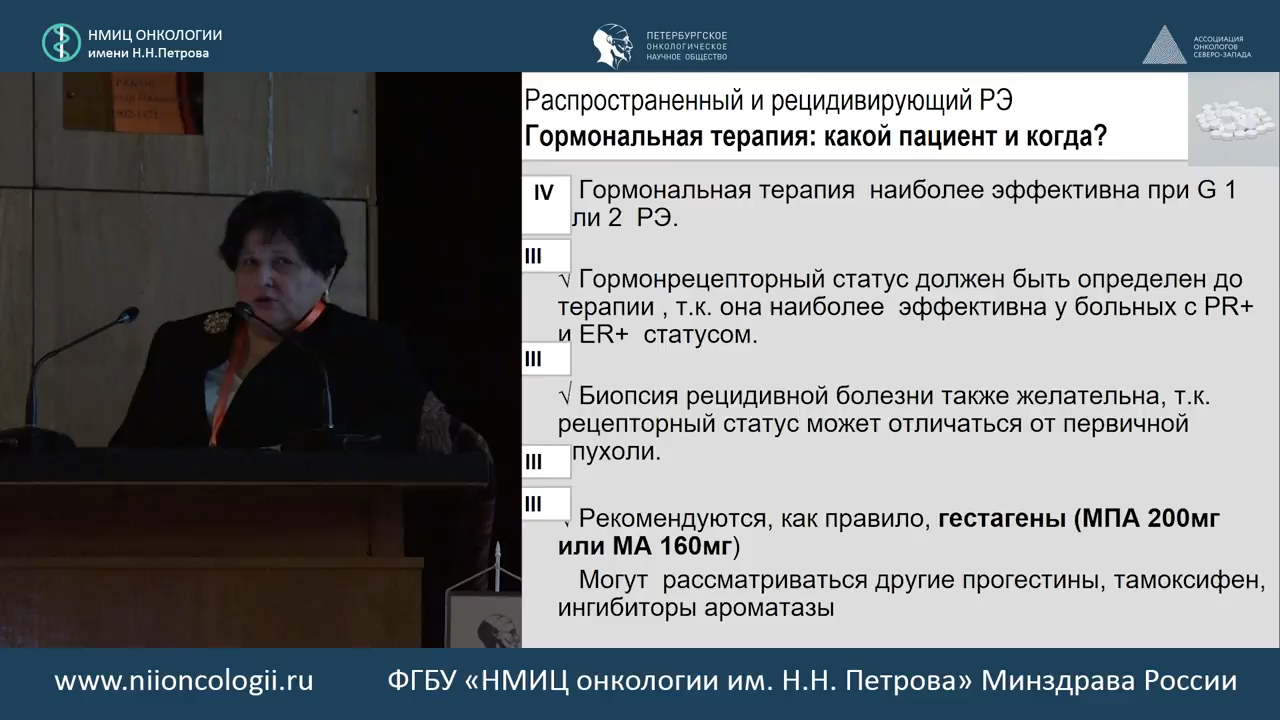 НМИЦ ОНКОЛОГИИ
имени Н.Н.Петрова
ПЕТЕРБУРГСКОЕ
ОНКОЛОГИЧЕСКОЕ
НАУЧНОЕ ОБЩЕСТВО
АССОЦИАЦИЯ
ОНКОЛОГОВ
СЕВЕРО-ЗАПАДА
Распространенный и рецидивирующий РЭ
Гормональная терапия: какой пациент и когда?
IV Гормональная терапия наиболее эффективна при G 1
ли 2 РЭ.
III
√ Гормонрецепторный статус должен быть определен до
терапии , т.к. она наиболее эффективна у больных с PR+
и ER+ статусом.
III
√ Биопсия рецидивной болезни также желательна, т.к.
рецепторный статус может отличаться от первичной
пухоли.
III
III
√ Рекомендуются, как правило, гестагены (МПА 200мг
или МА 160мг)
Могут рассматриваться другие прогестины, тамоксифен,
ингибиторы ароматазы
www.niioncologii.ru
ФГБУ «НМИЦ онкологии им. Н.Н. Петрова» Минздрава России